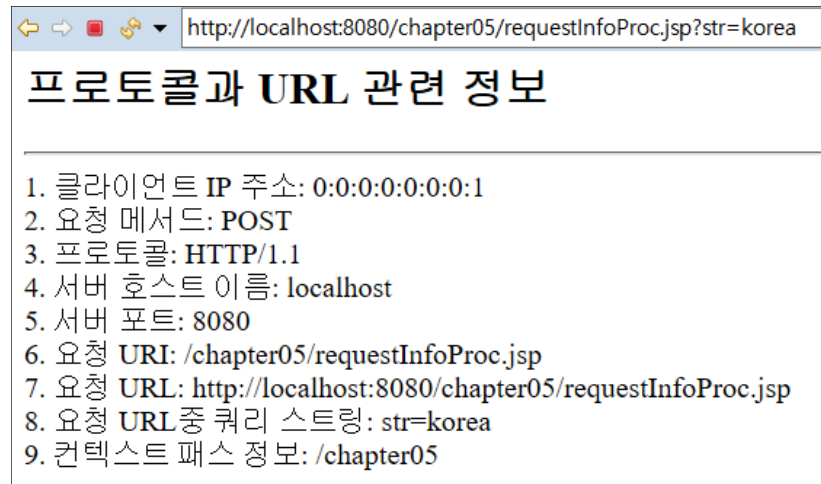 http://localhost:8080/chapter05/requestInfoProc.jsp?str=korea
프로토콜과 URL 관련 정보
1. 클라이언트 IP 주소: 0:0:0:0:0:0:0:1
2. 요청 메서드: POST
3. 프로토콜: HTTP/1.1
4. 서버 호스트 이름: localhost
5. 서버 포트: 8080
6. 요청 URI: /chapter05/requestInfoProc.jsp
7. 요청 URL: http://localhost:8080/chapter05/requestInfoProc.jsp
8. 요청 URL중 쿼리 스트링: str=korea
9. 컨텍스트 패스 정보: /chapter05